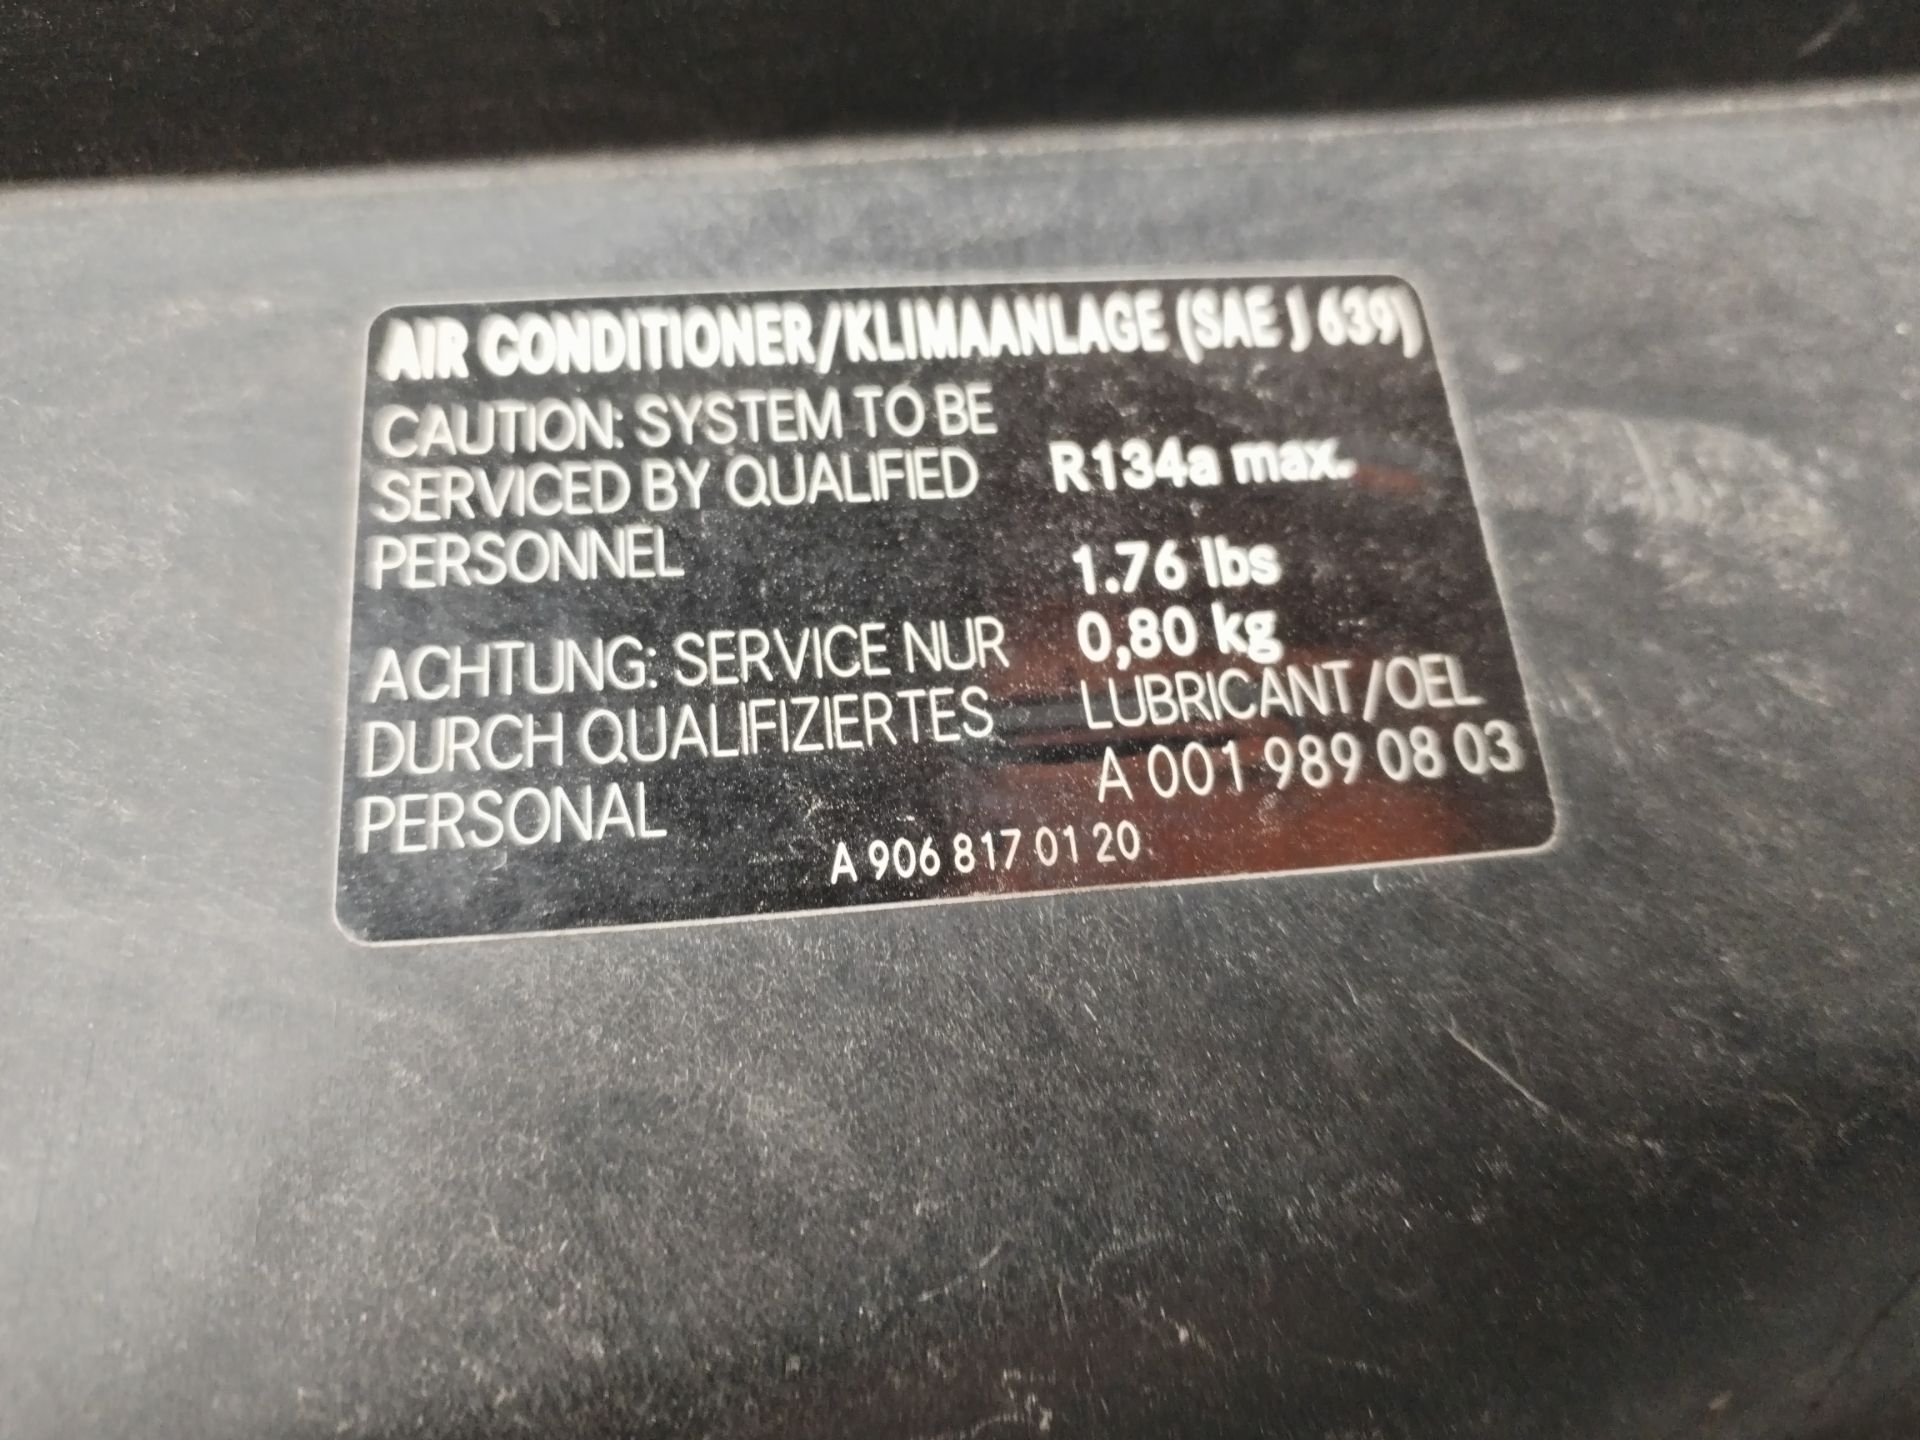 AIR CONDITIONER/KLIMAANLAGE (SAE J 639)
CAUTION: SYSTEM TO BE
SERVICED BY QUALIFIED
PERSONNEL
R134a max.
1.76 lbs
0,80 kg
ACHTUNG: SERVICE NUR
DURCH QUALIFIZIERTES
PERSONAL
LUBRICANT/OEL
A 001 989 08 03
A 906 817 01 20